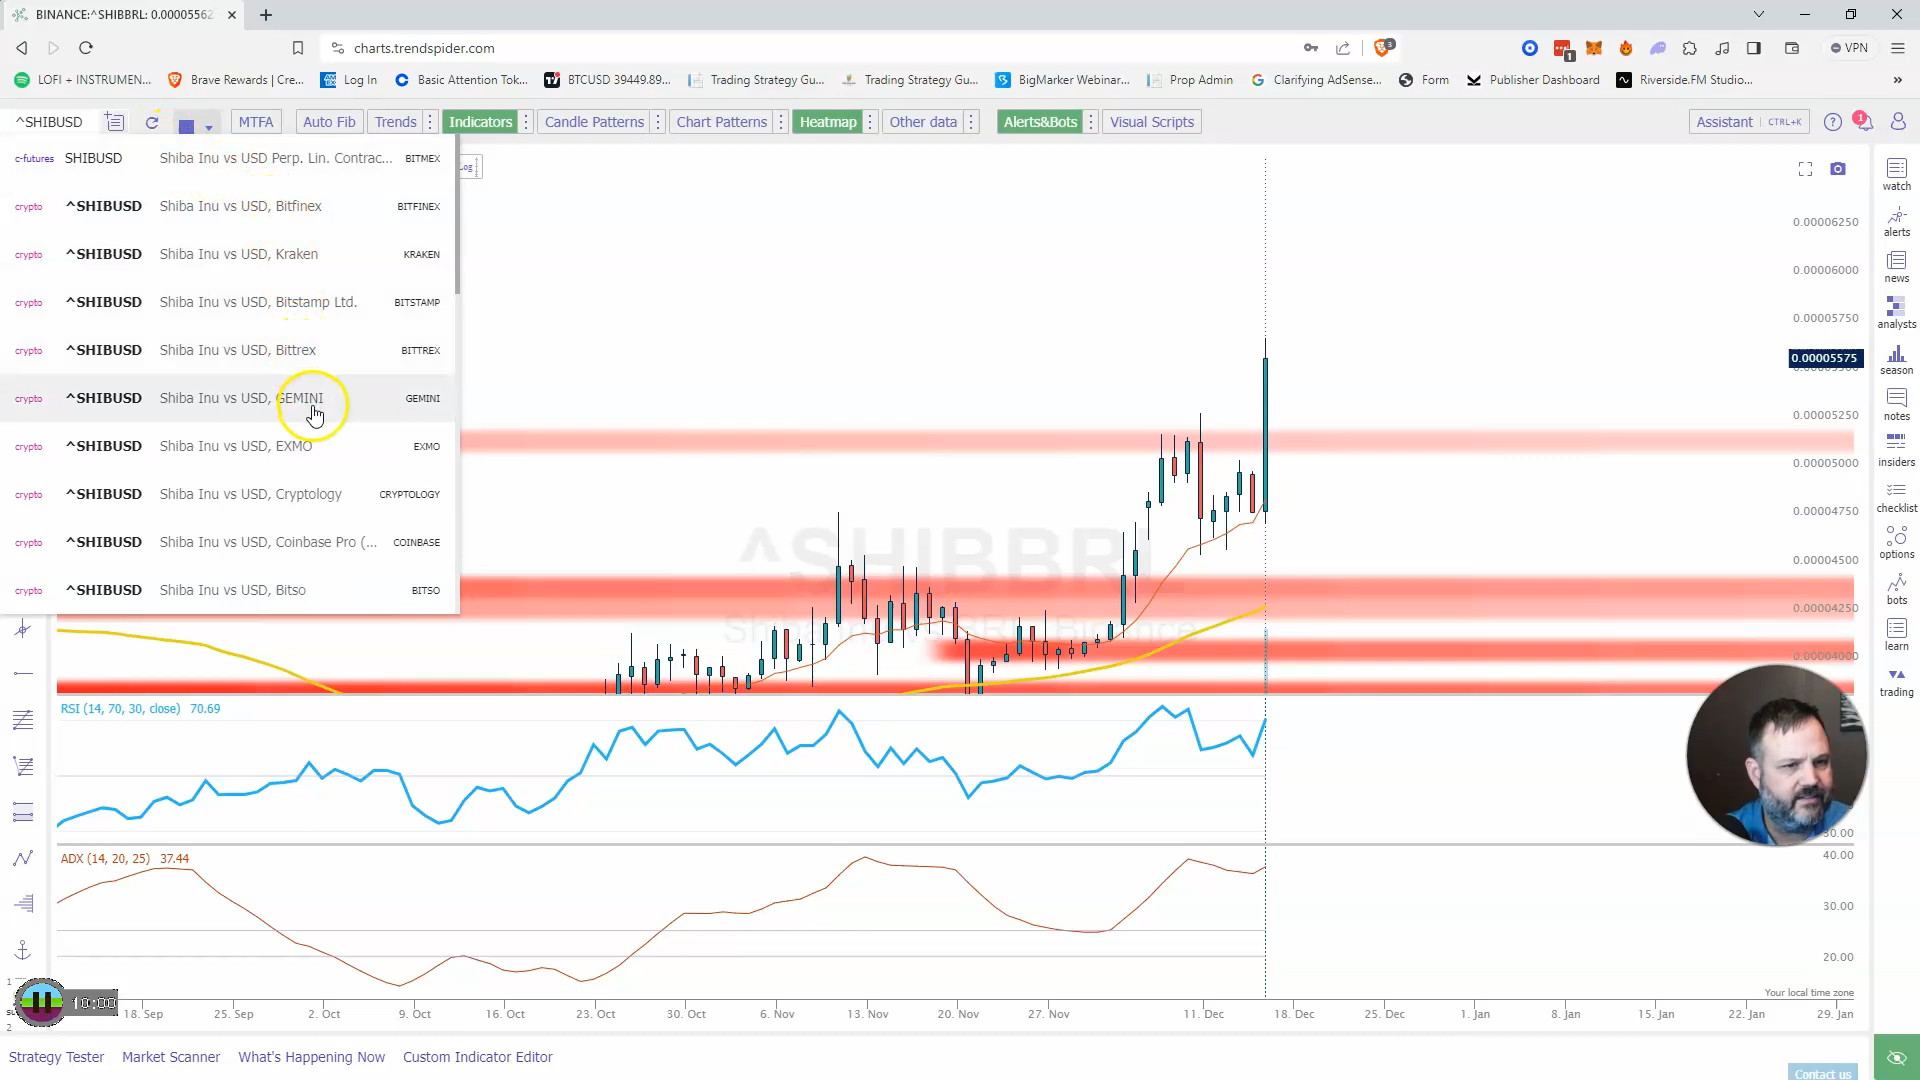 BINANCE:^SHIBBRL: 0.00005562
charts.trendspider.com
3
1
VPN
LOFI + INSTRUMEN...
Brave Rewards | Cre...
Log In
Basic Attention Tok...
BTCUSD 39449.89...
Trading Strategy Gu...
Trading Strategy Gu...
BigMarker Webinar...
Prop Admin
Clarifying AdSense...
Form
Publisher Dashboard
Riverside.FM Studio...
^SHIBUSD
MTFA
Auto Fib
Trends
Indicators
Candle Patterns
Chart Patterns
Heatmap
Other data
Alerts&Bots
Visual Scripts
Assistant CTRL+K
1
c-futures SHIBUSD Shiba Inu vs USD Perp. Lin. Contrac... BITMEX
crypto ^SHIBUSD Shiba Inu vs USD, Bitfinex BITFINEX
crypto ^SHIBUSD Shiba Inu vs USD, Kraken KRAKEN
crypto ^SHIBUSD Shiba Inu vs USD, Bitstamp Ltd. BITSTAMP
crypto ^SHIBUSD Shiba Inu vs USD, Bittrex BITTREX
crypto ^SHIBUSD Shiba Inu vs USD, GEMINI GEMINI
crypto ^SHIBUSD Shiba Inu vs USD, EXMO EXMO
crypto ^SHIBUSD Shiba Inu vs USD, Cryptology CRYPTOLOGY
crypto ^SHIBUSD Shiba Inu vs USD, Coinbase Pro (... COINBASE
crypto ^SHIBUSD Shiba Inu vs USD, Bitso BITSO
Log
0.00006250
0.00006000
0.00005750
0.00005575
0.00005250
0.00005000
0.00004750
0.00004500
0.00004250
0.00004000
^SHIBBRL
watch
alerts
news
analysts
season
notes
insiders
checklist
options
bots
learn
trading
RSI (14, 70, 30, close) 70.69
30.00
ADX (14, 20, 25) 37.44
40.00
30.00
20.00
Your local time zone
10:00
18. Sep
25. Sep
2. Oct
9. Oct
16. Oct
23. Oct
30. Oct
6. Nov
13. Nov
20. Nov
27. Nov
11. Dec
18. Dec
25. Dec
1. Jan
8. Jan
15. Jan
22. Jan
29. Jan
Strategy Tester
Market Scanner
What's Happening Now
Custom Indicator Editor
Contact us